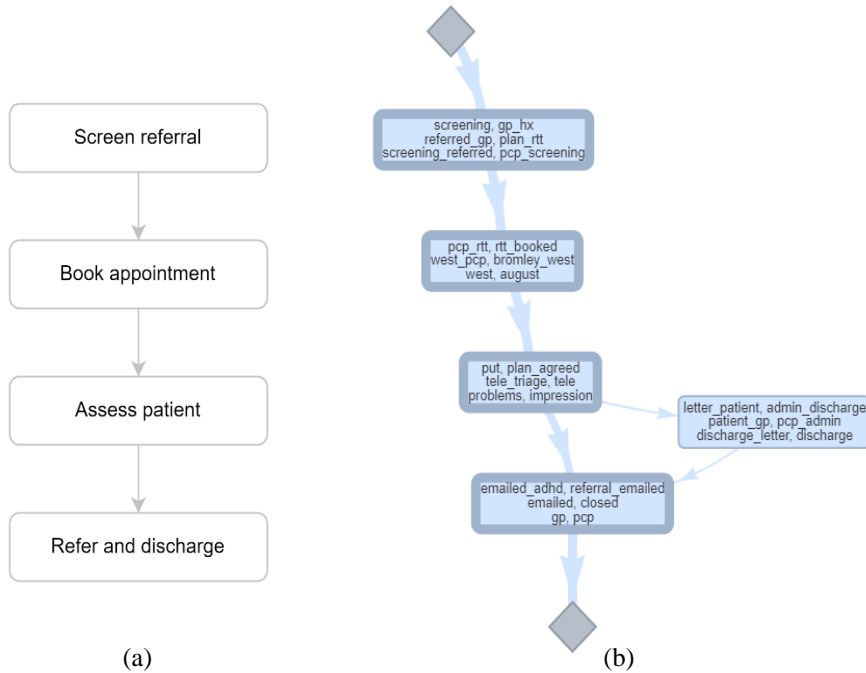 Screen referral
Book appointment
Assess patient
Refer and discharge
(a)
screening, gp_hx
referred_gp, plan_rtt
screening_referred, pcp_screening
pcp_rtt, rtt_booked
west_pcp, bromley_west
west, august
put, plan_agreed
tele_triage, tele
problems, impression
letter_patient, admin_discharge
patient_gp, pcp_admin
discharge_letter, discharge
emailed_adhd, referral_emailed
emailed, closed
gp, pcp
(b)